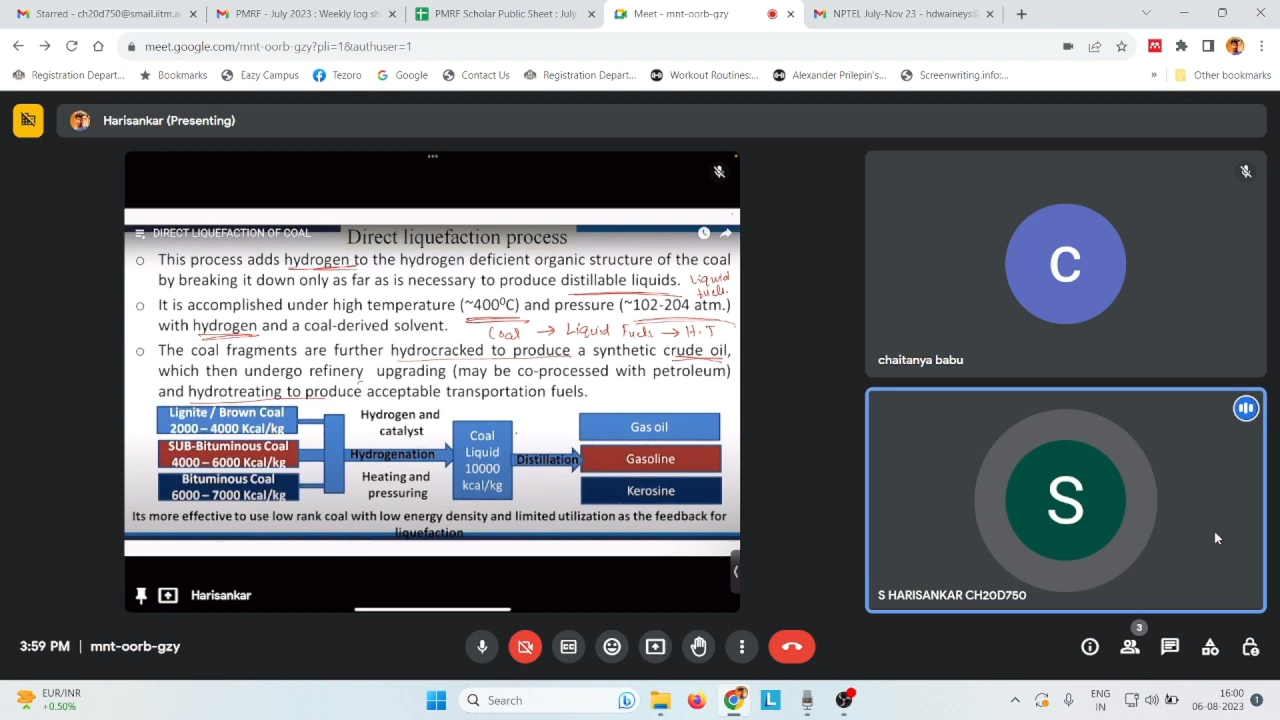 Starred - ch20d750@smail.iitm.a
PMRF - July 2023 : Weekly log sh
PMRF Scholar Public Sheet : July
Meet - mnt-oorb-gzy
NPTEL July-Nov 23 - hdwaineys@
meet.google.com/mnt-oorb-gzy?pli=1&authuser=1
Registration Depart...
Bookmarks
Eazy Campus
Tezoro
Google
Contact Us
Registration Depart...
Workout Routines:...
Alexander Prilepin's...
Screenwriting.info:...
»
Other bookmarks
Harisankar (Presenting)
DIRECT LIQUEFACTION OF COAL
Direct liquefaction process
o This process adds hydrogen to the hydrogen deficient organic structure of the coal
by breaking it down only as far as is necessary to produce distillable liquids.
Liquid
fuels.
o It is accomplished under high temperature (~400⁰C) and pressure (~102-204 atm.)
with hydrogen and a coal-derived solvent.
Coal → Liquid Fuels → H.T
o The coal fragments are further hydrocracked to produce a synthetic crude oil,
which then undergo refinery upgrading (may be co-processed with petroleum)
and hydrotreating to produce acceptable transportation fuels.
Lignite / Brown Coal
2000 – 4000 Kcal/kg
SUB-Bituminous Coal
4000 – 6000 Kcal/kg
Bituminous Coal
6000 – 7000 Kcal/kg
Hydrogen and
catalyst
Hydrogenation
Heating and
pressuring
Coal
Liquid
10000
kcal/kg
Distillation
Gas oil
Gasoline
Kerosine
Its more effective to use low rank coal with low energy density and limited utilization as the feedback for
liquefaction
Harisankar
C
chaitanya babu
S
S HARISANKAR CH20D750
3:59 PM | mnt-oorb-gzy
3
EUR/INR
+0.50%
Search
L
ENG
IN
16:00
06-08-2023
1